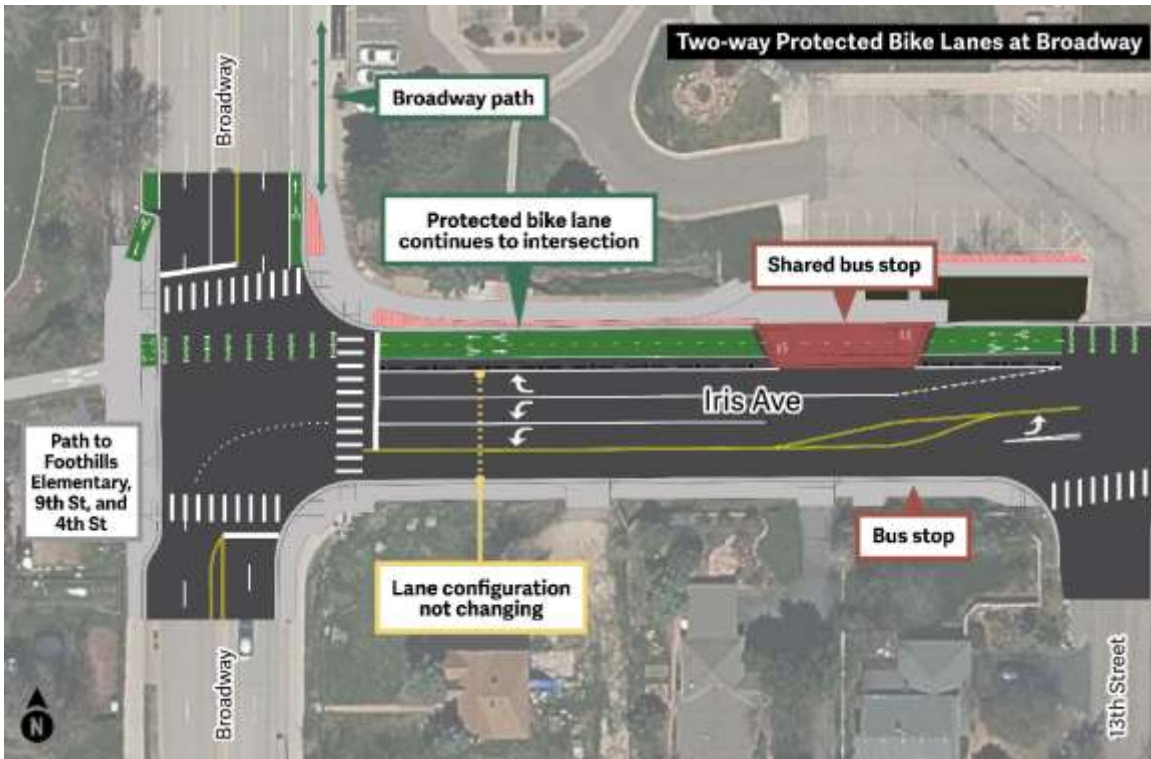 Two-way Protected Bike Lanes at Broadway
Broadway
Broadway path
Protected bike lane
continues to intersection
Shared bus stop
Iris Ave
Path to
Foothills
Elementary,
9th St, and
4th St
Bus stop
Lane configuration
not changing
Broadway
13th Street
N